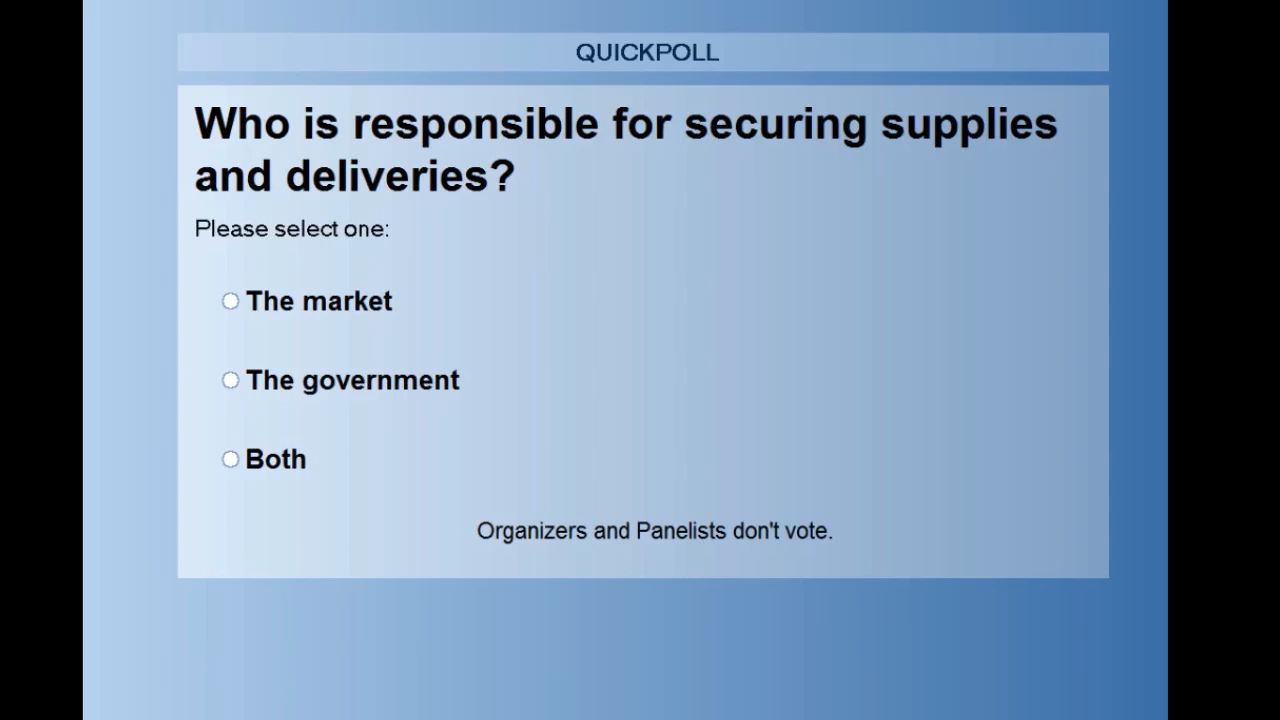 QUICKPOLL
Who is responsible for securing supplies
and deliveries?
Please select one:
The market
The government
Both
Organizers and Panelists don't vote.